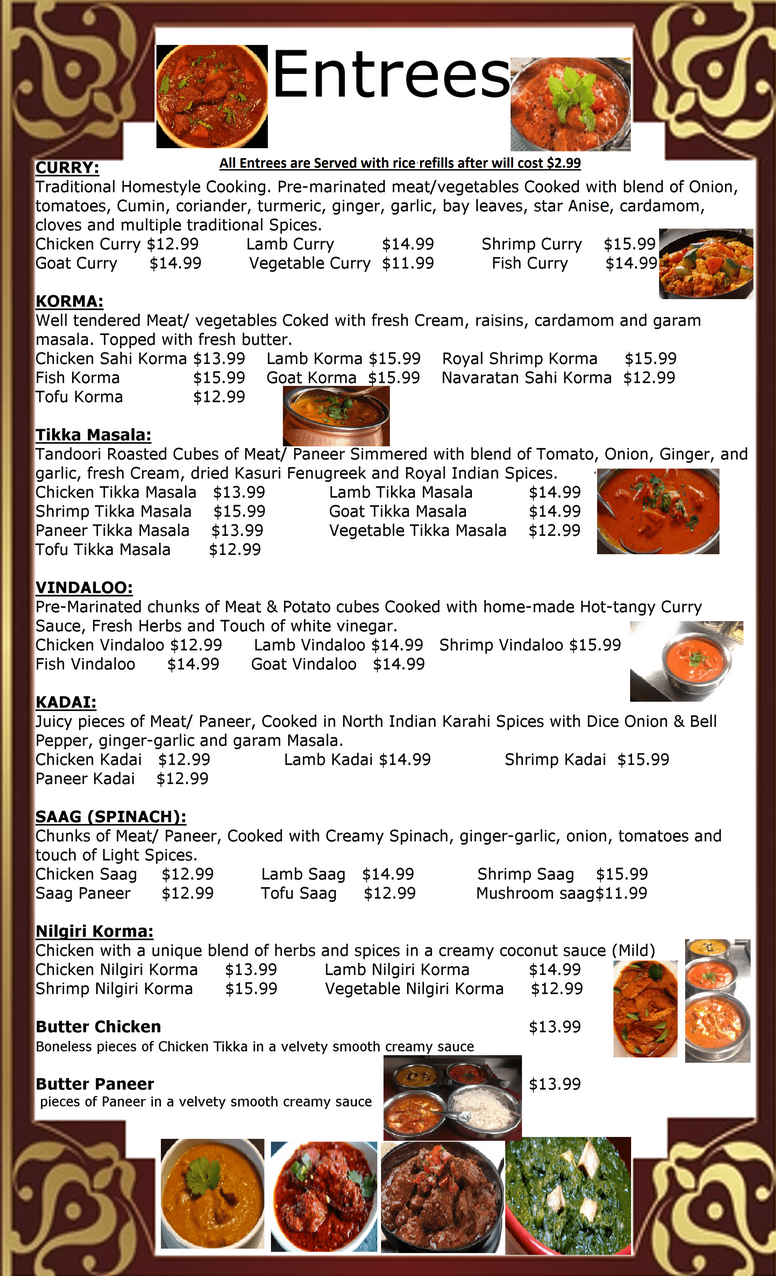 Entrees
All Entrees are Served with rice refills after will cost $2.99
CURRY:
Traditional Homestyle Cooking. Pre-marinated meat/vegetables Cooked with blend of Onion,
tomatoes, Cumin, coriander, turmeric, ginger, garlic, bay leaves, star Anise, cardamom,
cloves and multiple traditional Spices.
Chicken Curry $12.99 Lamb Curry $14.99 Shrimp Curry $15.99
Goat Curry $14.99 Vegetable Curry $11.99 Fish Curry $14.99
KORMA:
Well tendered Meat/ vegetables Coked with fresh Cream, raisins, cardamom and garam
masala. Topped with fresh butter.
Chicken Sahi Korma $13.99 Lamb Korma $15.99 Royal Shrimp Korma $15.99
Fish Korma $15.99 Goat Korma $15.99 Navaratan Sahi Korma $12.99
Tofu Korma $12.99
Tikka Masala:
Tandoori Roasted Cubes of Meat/ Paneer Simmered with blend of Tomato, Onion, Ginger, and
garlic, fresh Cream, dried Kasuri Fenugreek and Royal Indian Spices.
Chicken Tikka Masala $13.99 Lamb Tikka Masala $14.99
Shrimp Tikka Masala $15.99 Goat Tikka Masala $14.99
Paneer Tikka Masala $13.99 Vegetable Tikka Masala $12.99
Tofu Tikka Masala $12.99
VINDALOO:
Pre-Marinated chunks of Meat & Potato cubes Cooked with home-made Hot-tangy Curry
Sauce, Fresh Herbs and Touch of white vinegar.
Chicken Vindaloo $12.99 Lamb Vindaloo $14.99 Shrimp Vindaloo $15.99
Fish Vindaloo $14.99 Goat Vindaloo $14.99
KADAI:
Juicy pieces of Meat/ Paneer, Cooked in North Indian Karahi Spices with Dice Onion & Bell
Pepper, ginger-garlic and garam Masala.
Chicken Kadai $12.99 Lamb Kadai $14.99 Shrimp Kadai $15.99
Paneer Kadai $12.99
SAAG (SPINACH):
Chunks of Meat/ Paneer, Cooked with Creamy Spinach, ginger-garlic, onion, tomatoes and
touch of Light Spices.
Chicken Saag $12.99 Lamb Saag $14.99 Shrimp Saag $15.99
Saag Paneer $12.99 Tofu Saag $12.99 Mushroom saag$11.99
Nilgiri Korma:
Chicken with a unique blend of herbs and spices in a creamy coconut sauce (Mild)
Chicken Nilgiri Korma $13.99 Lamb Nilgiri Korma $14.99
Shrimp Nilgiri Korma $15.99 Vegetable Nilgiri Korma $12.99
Butter Chicken $13.99
Boneless pieces of Chicken Tikka in a velvety smooth creamy sauce
Butter Paneer $13.99
pieces of Paneer in a velvety smooth creamy sauce